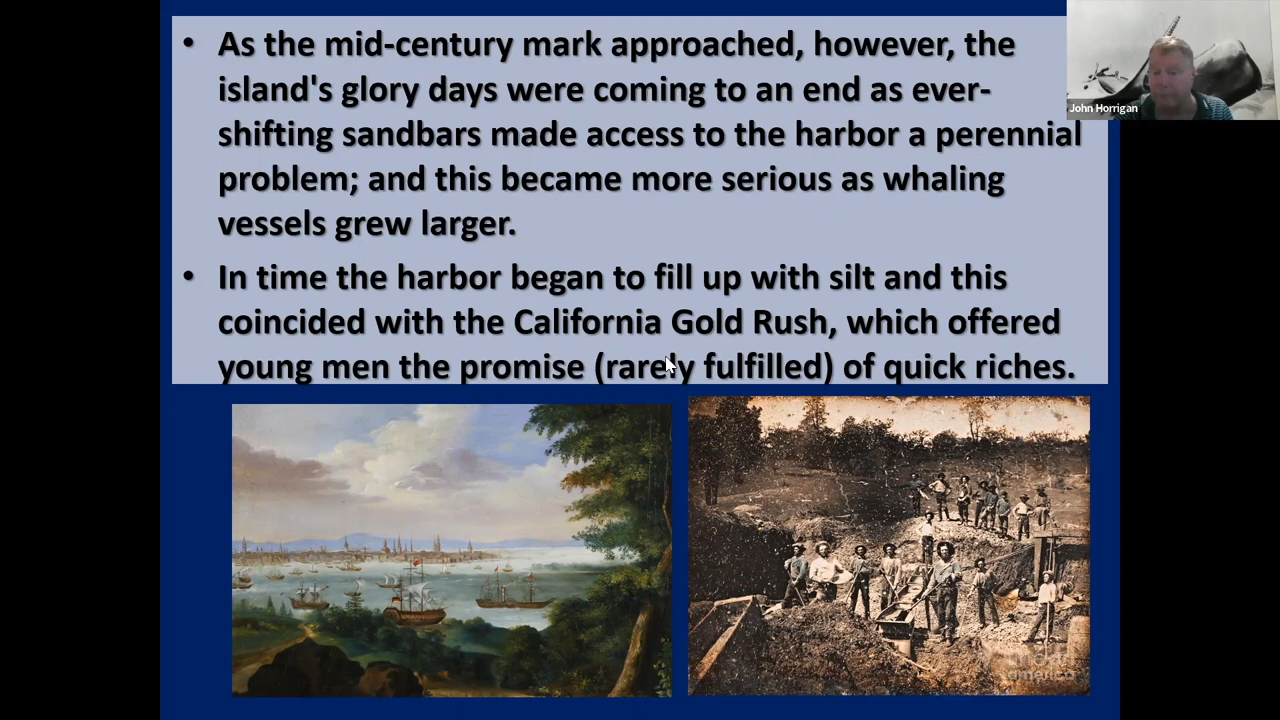 • As the mid-century mark approached, however, the
island's glory days were coming to an end as ever-
shifting sandbars made access to the harbor a perennial
problem; and this became more serious as whaling
vessels grew larger.
• In time the harbor began to fill up with silt and this
coincided with the California Gold Rush, which offered
young men the promise (rarely fulfilled) of quick riches.
John Horrigan
america